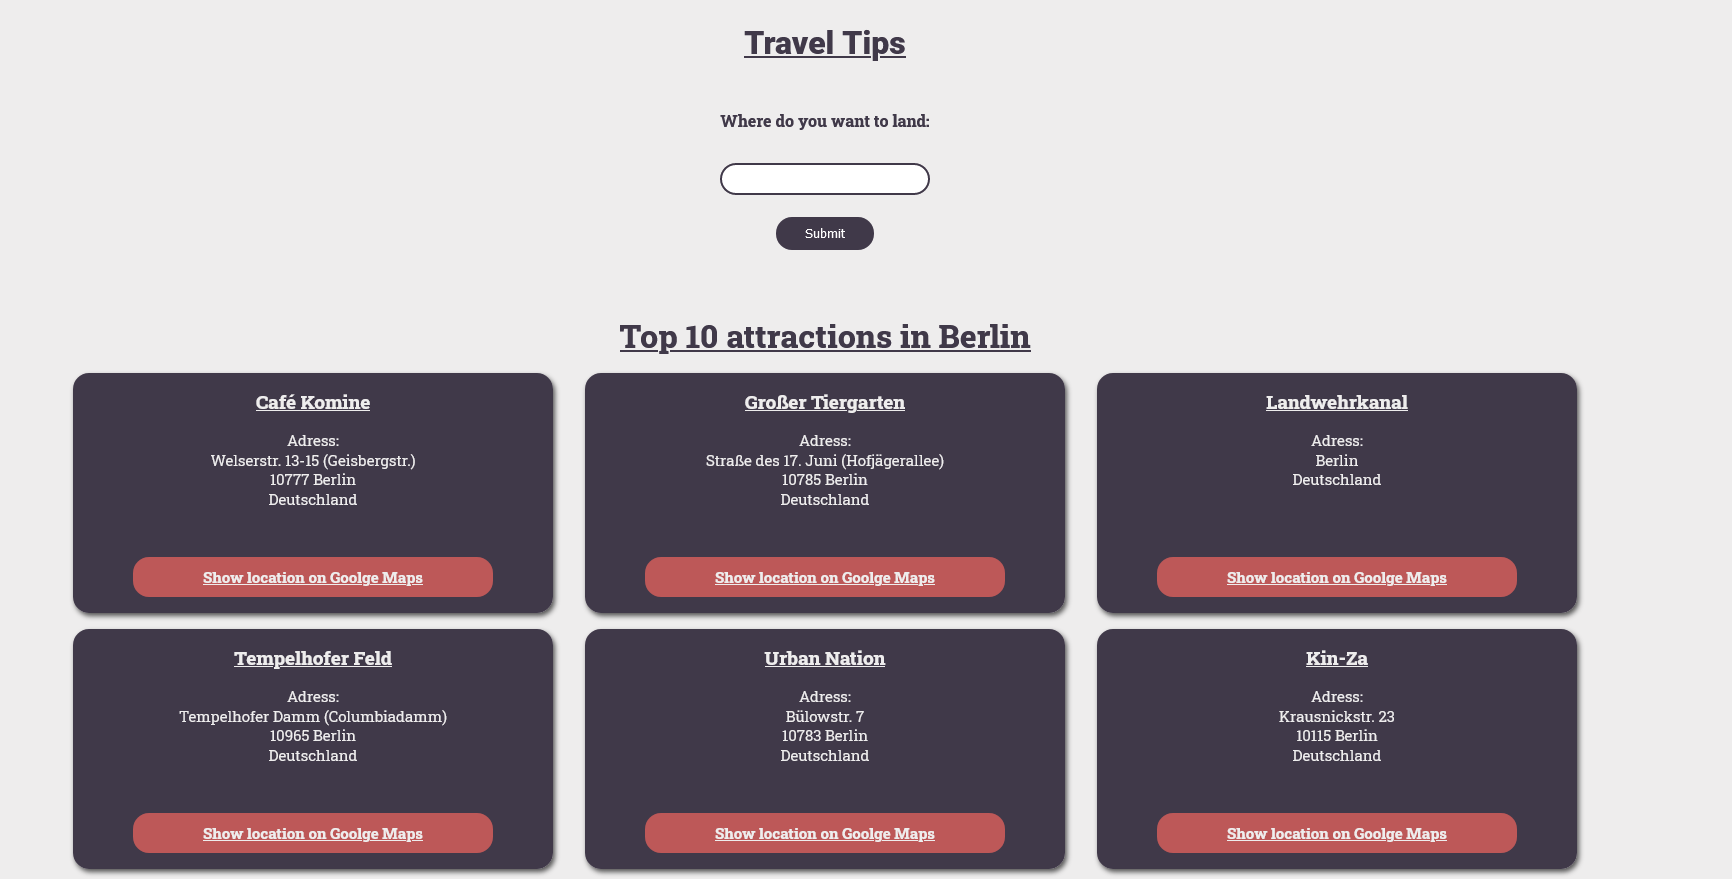 Travel Tips
Where do you want to land:
Submit
Top 10 attractions in Berlin
Café Komine
Adress:
Welserstr. 13-15 (Geisbergstr.)
10777 Berlin
Deutschland
Show location on Goolge Maps
Großer Tiergarten
Adress:
Straße des 17. Juni (Hofjägerallee)
10785 Berlin
Deutschland
Show location on Goolge Maps
Landwehrkanal
Adress:
Berlin
Deutschland
Show location on Goolge Maps
Tempelhofer Feld
Adress:
Tempelhofer Damm (Columbiadamm)
10965 Berlin
Deutschland
Show location on Goolge Maps
Urban Nation
Adress:
Bülowstr. 7
10783 Berlin
Deutschland
Show location on Goolge Maps
Kin-Za
Adress:
Krausnickstr. 23
10115 Berlin
Deutschland
Show location on Goolge Maps